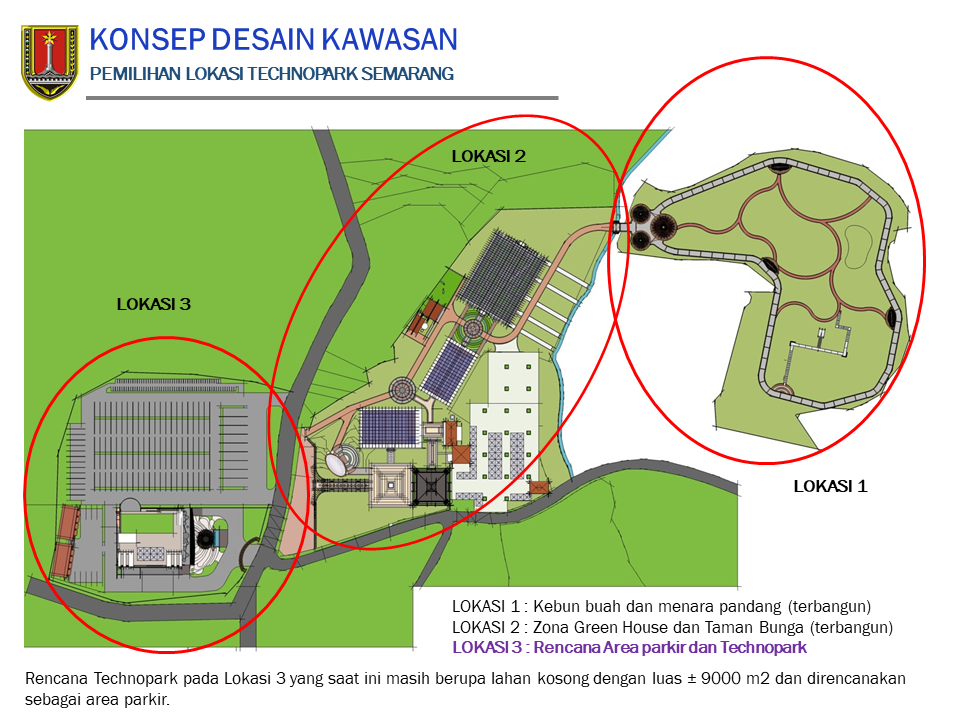 KONSEP DESAIN KAWASAN
PEMILIHAN LOKASI TECHNOPARK SEMARANG
LOKASI 2
LOKASI 3
LOKASI 1
LOKASI 1 : Kebun buah dan menara pandang (terbangun)
LOKASI 2 : Zona Green House dan Taman Bunga (terbangun)
LOKASI 3 : Rencana Area parkir dan Technopark
Rencana Technopark pada Lokasi 3 yang saat ini masih berupa lahan kosong dengan luas ± 9000 m2 dan direncanakan
sebagai area parkir.